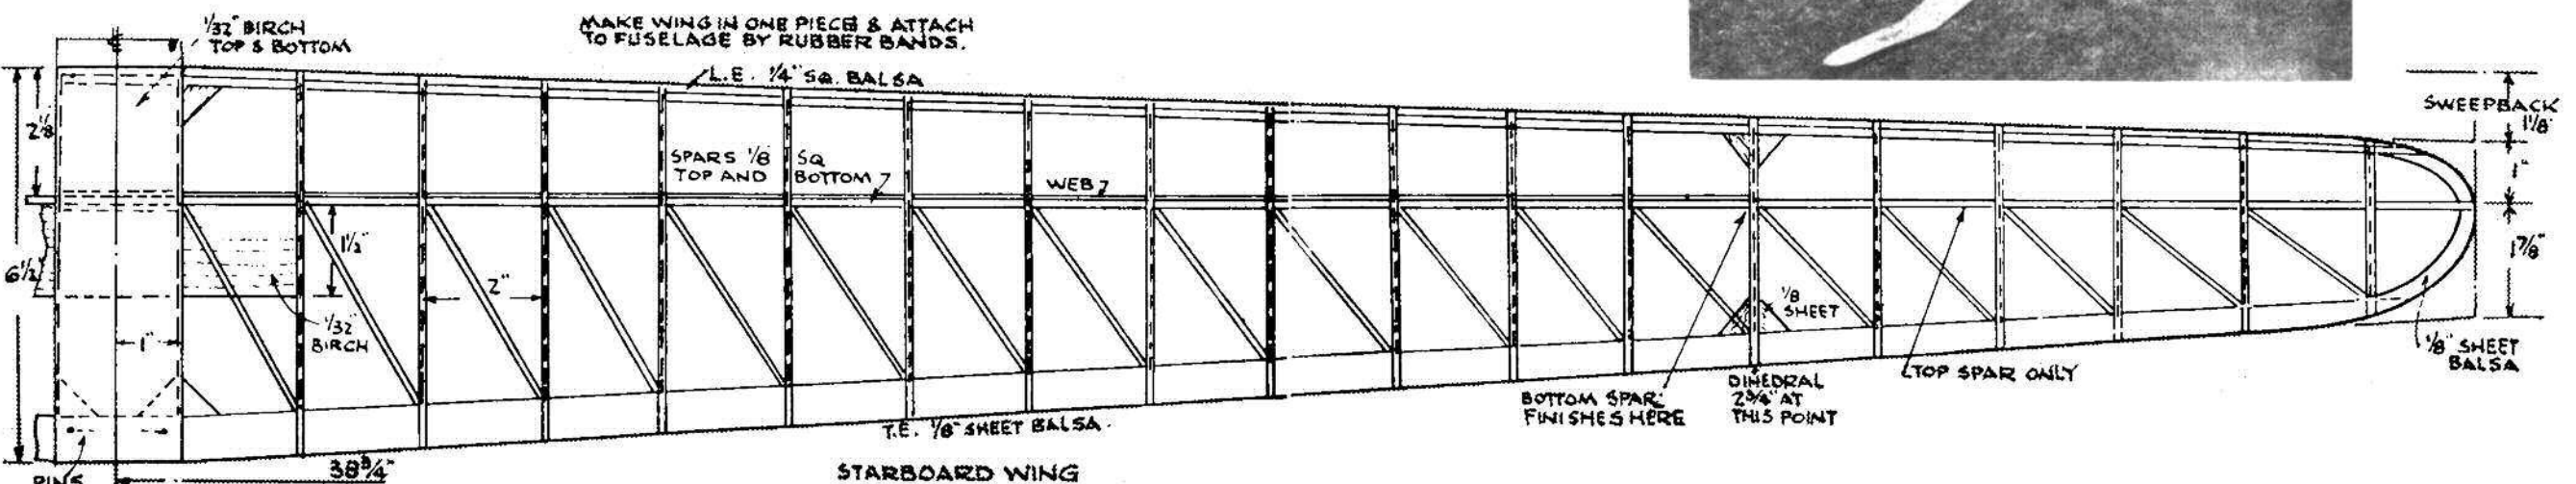 1/32" BIRCH
TOP & BOTTOM
MAKE WING IN ONE PIECE & ATTACH
TO FUSELAGE BY RUBBER BANDS.
L.E. 1/4" SQ. BALSA
2 1/8
SPARS 1/8 SQ
TOP AND BOTTOM
WEB
SWEEPBACK
1 1/8"
1"
1 7/8"
6 1/2"
1 1/2"
2"
1/32"
BIRCH
1"
1/8
SHEET
1/8" SHEET
BALSA
TOP SPAR ONLY
BOTTOM SPAR
FINISHES HERE
DIHEDRAL
2 3/4" AT
THIS POINT
T.E. 1/8" SHEET BALSA.
38 3/4"
STARBOARD WING
PINS